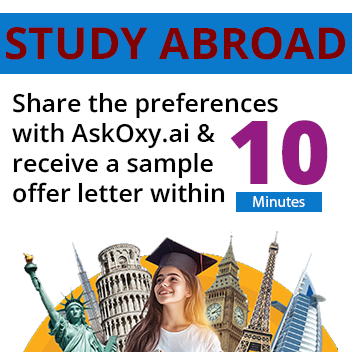 STUDY ABROAD
Share the preferences
with AskOxy.ai &
receive a sample
offer letter within
10
Minutes